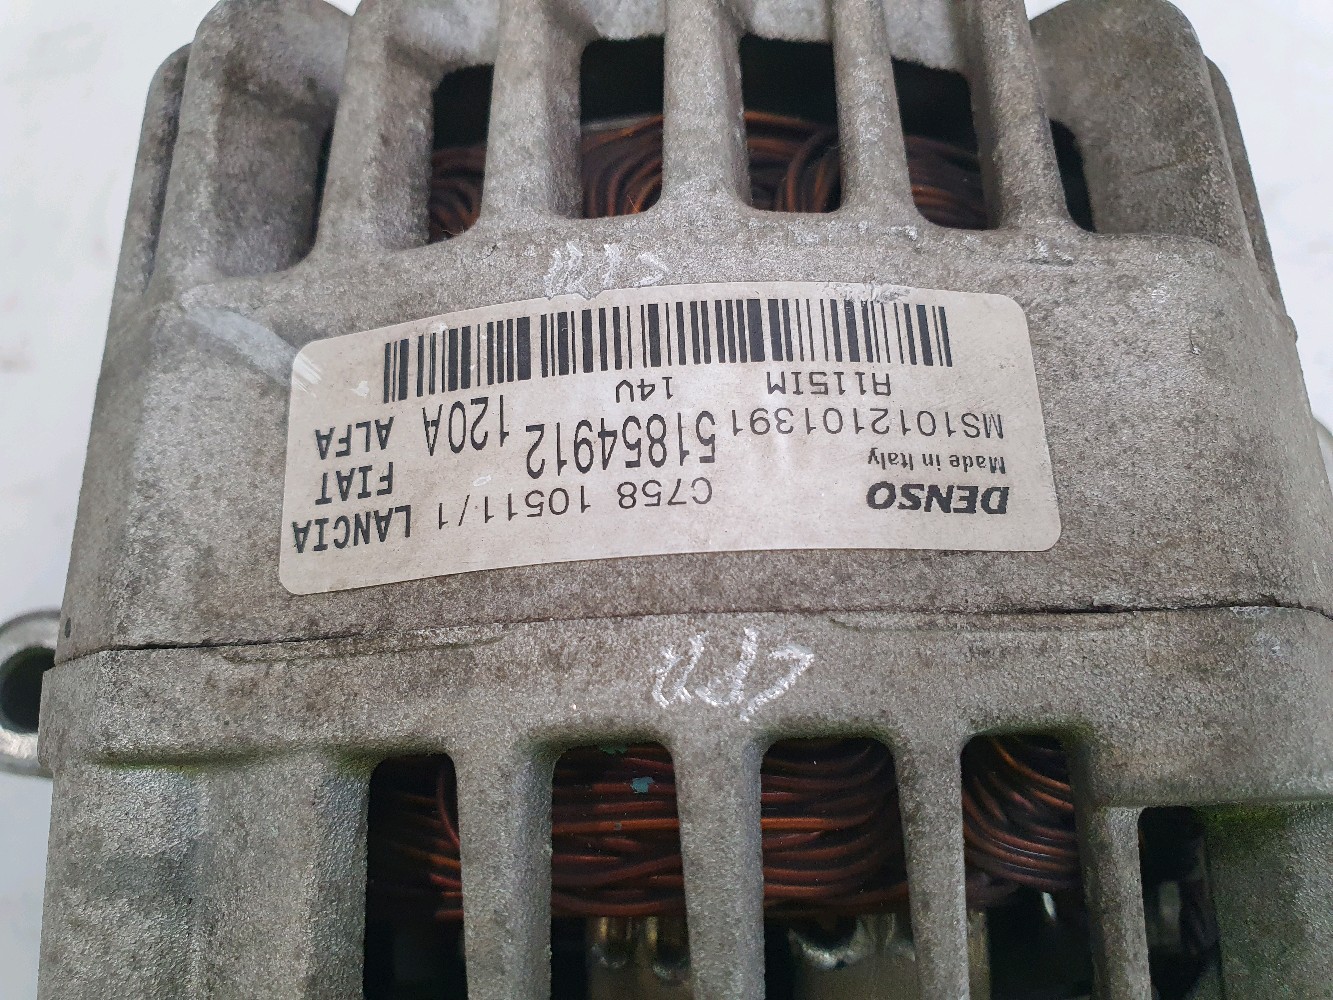 DENSO C758 10511/1 LANCIA
Made in Italy 51854912 FIAT
MS1012101391 120A ALFA
A115IM 14V